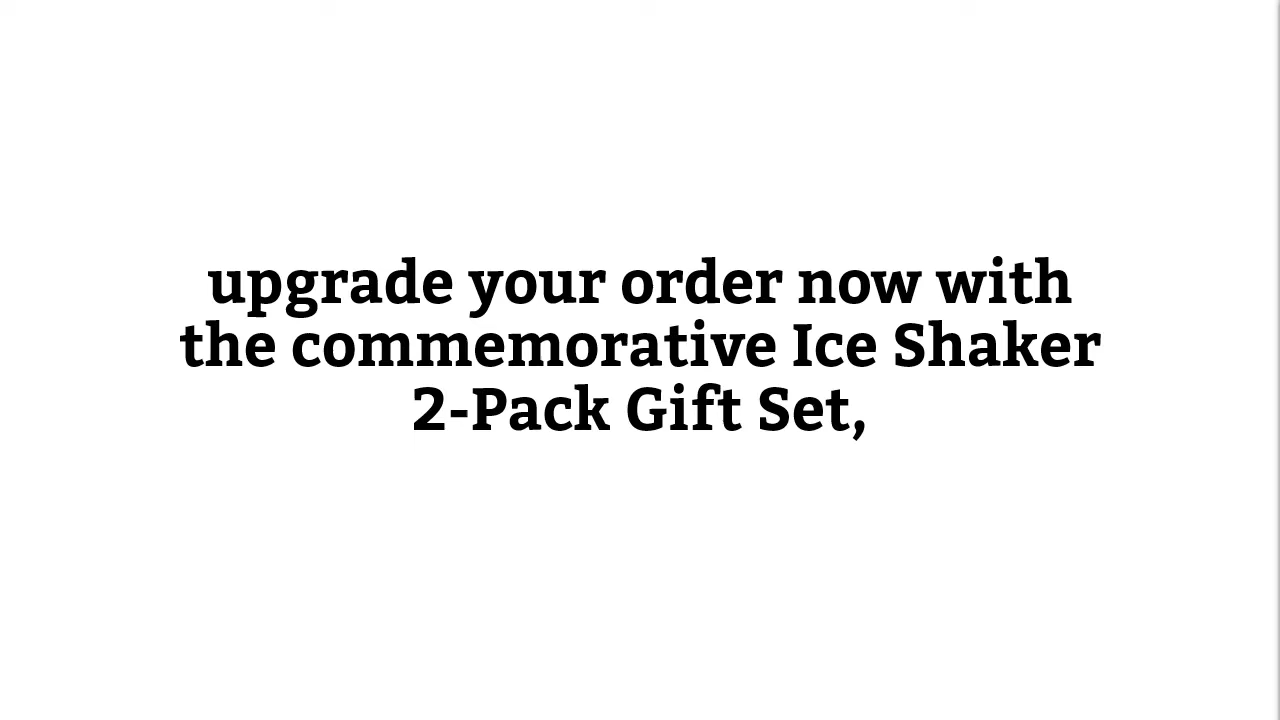 upgrade your order now with
the commemorative Ice Shaker
2-Pack Gift Set,